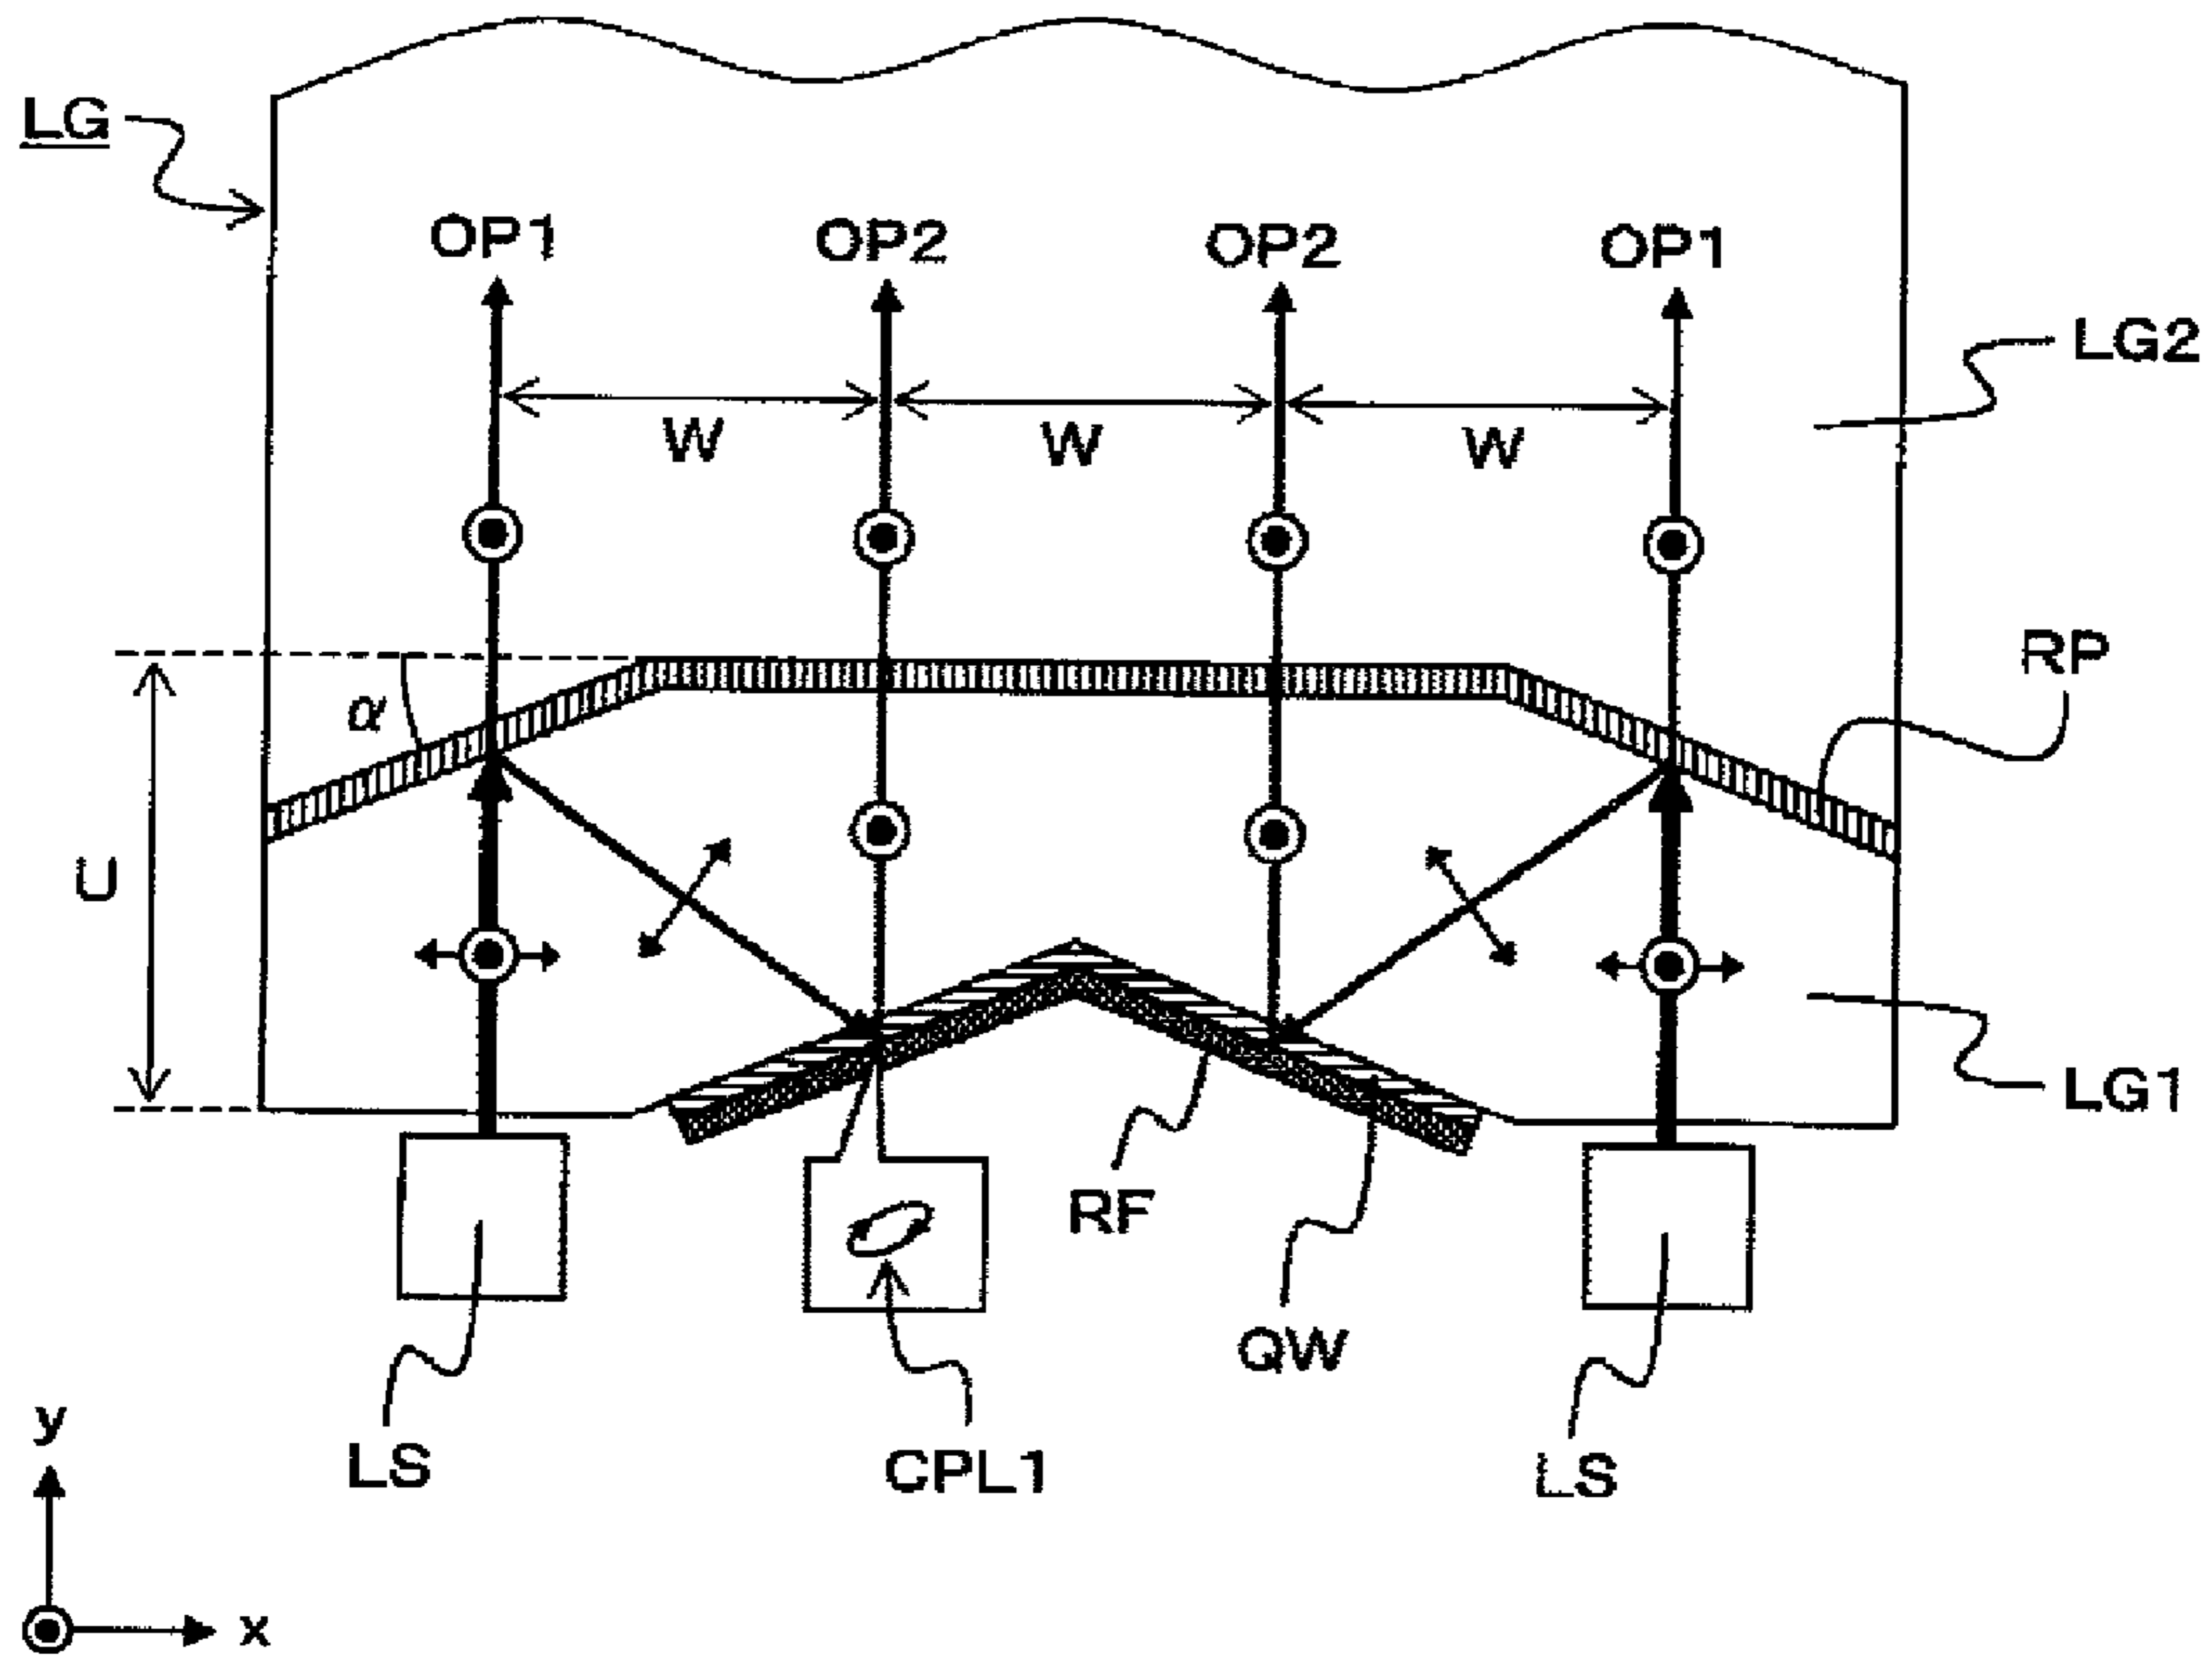 LG
OP1 OP2 OP2 OP1
LG2
W W W
RP
α
U
LG1
RF
QW
LS CPL1 LS
y
x